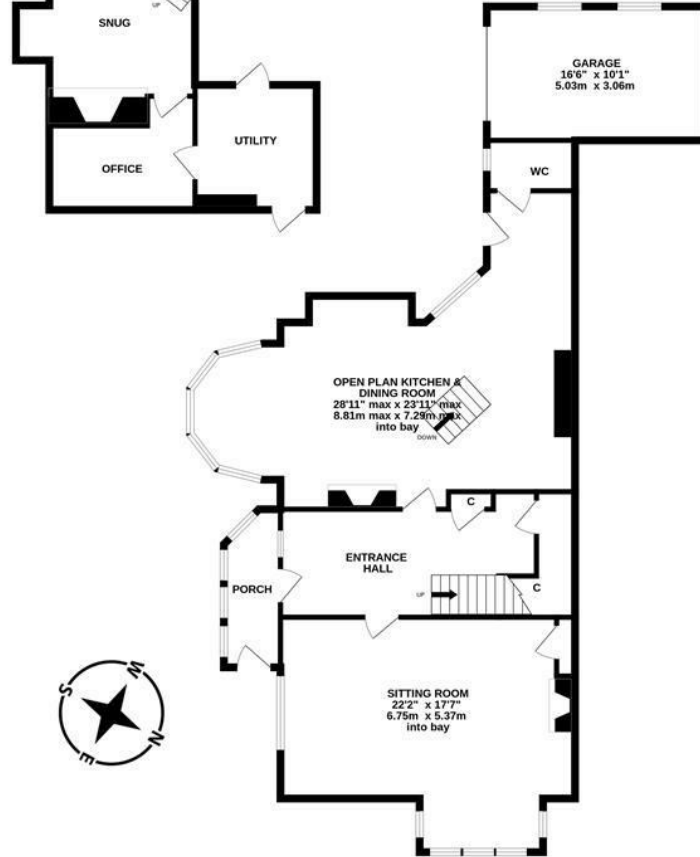 UP
SNUG
GARAGE
16'6" x 10'1"
5.03m x 3.06m
UTILITY
OFFICE
WC
OPEN PLAN KITCHEN &
DINING ROOM
28'11" max x 23'11" max
8.81m max x 7.29m max
into bay
DOWN
C
ENTRANCE
HALL
PORCH
UP
C
SITTING ROOM
22'2" x 17'7"
6.75m x 5.37m
into bay
W
S
N
E